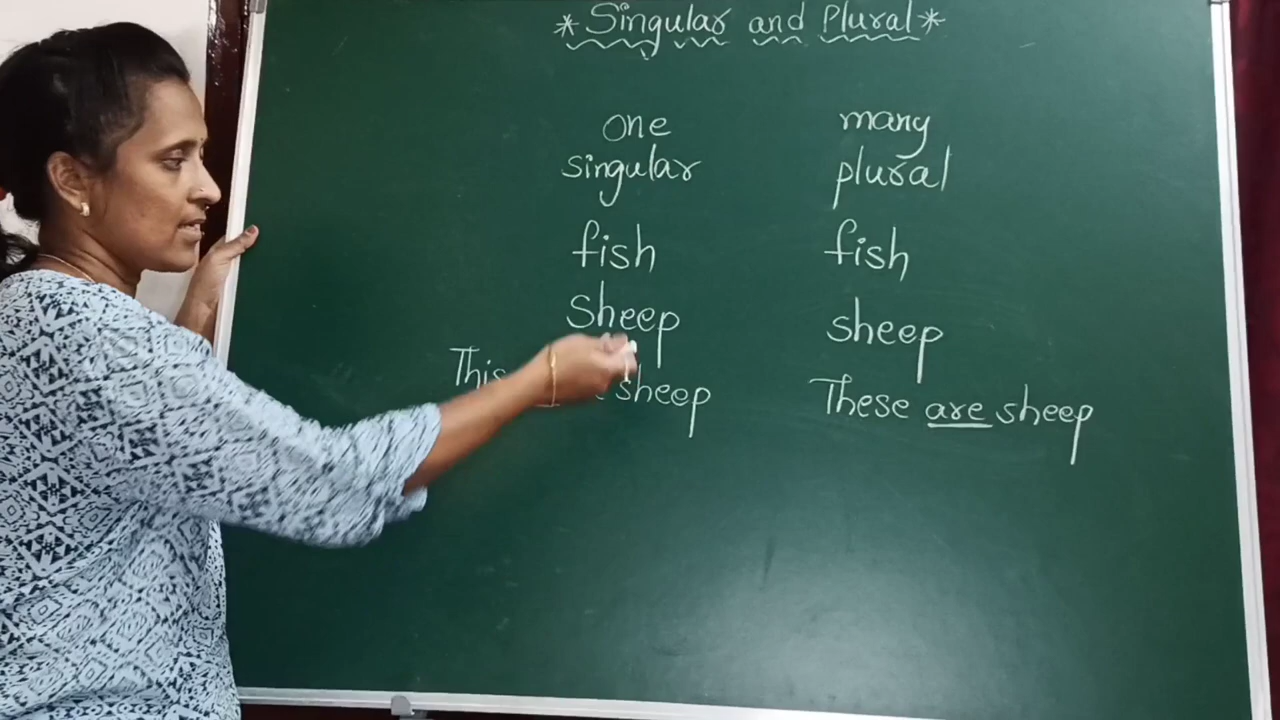 *Singular and Plural*
one many
singular plural
fish fish
sheep sheep
This sheep These are sheep